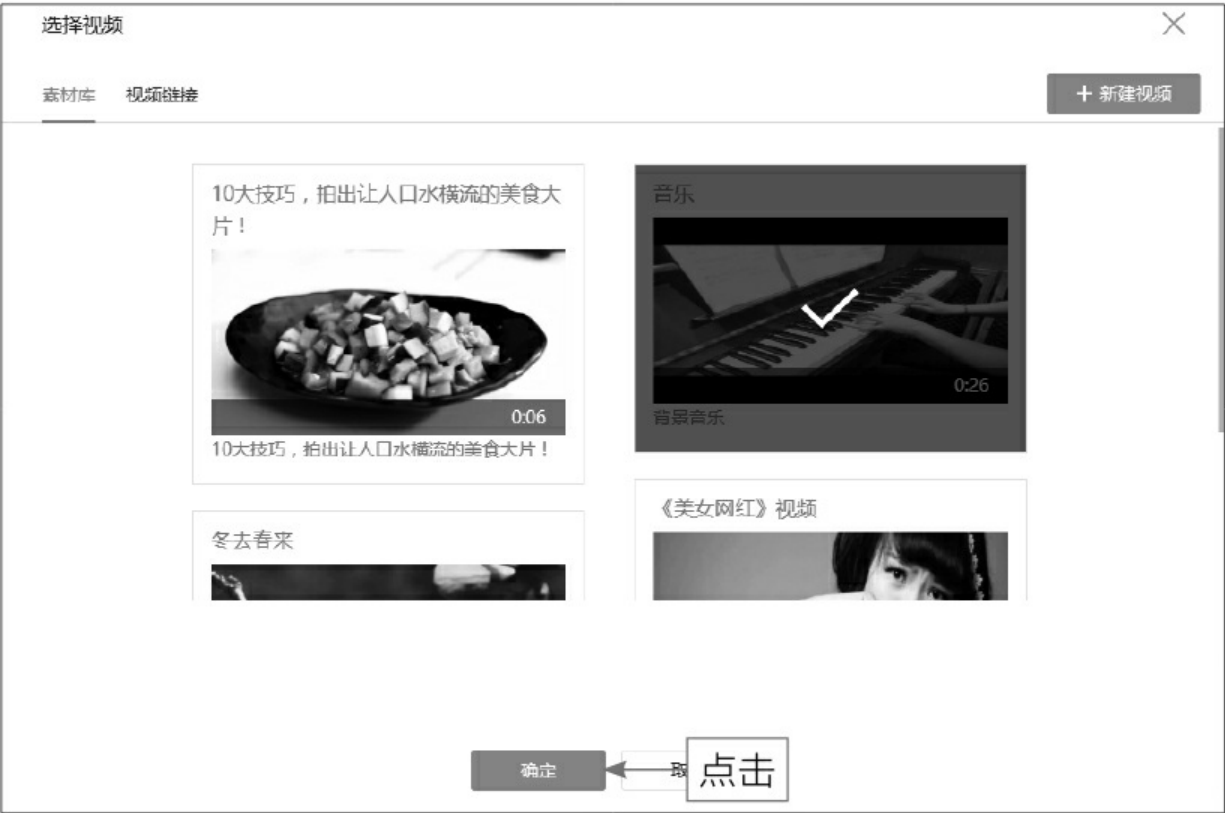 选择视频
素材库 视频链接
+ 新建视频
10大技巧，拍出让人口水横流的美食大
片！
0:06
10大技巧，拍出让人口水横流的美食大片！
音乐
0:26
背景音乐
冬去春来
《美女网红》视频
确定
取
点击